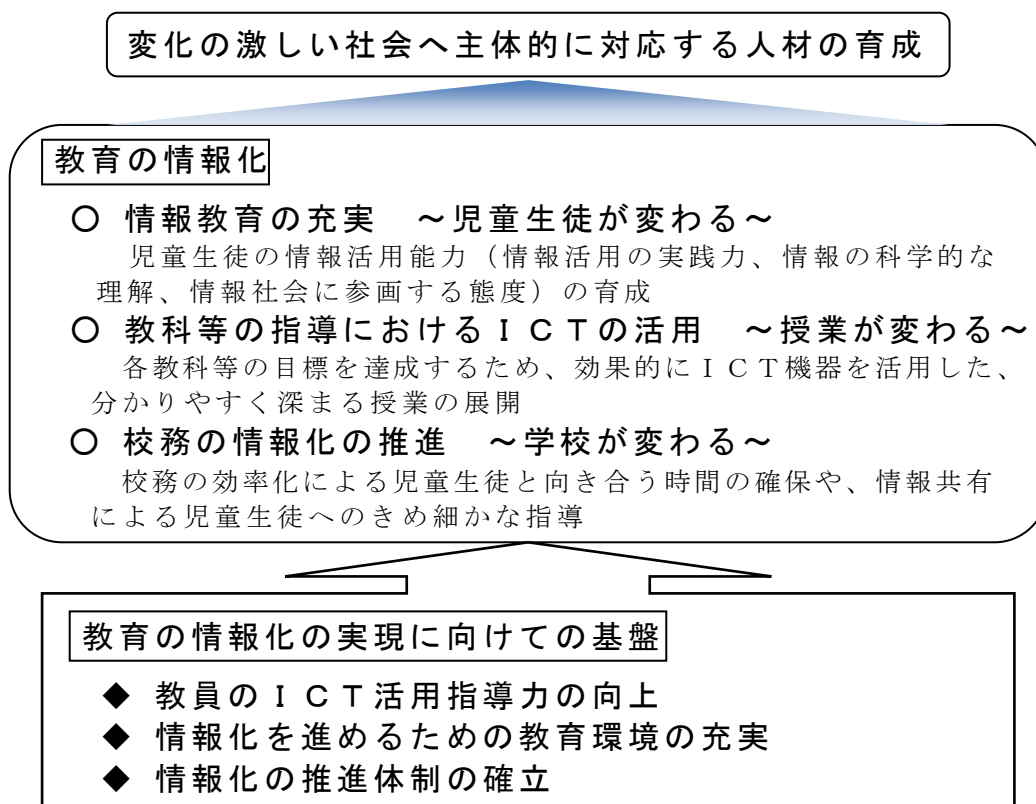 変化の激しい社会へ主体的に対応する人材の育成
教育の情報化
○ 情報教育の充実　～児童生徒が変わる～
児童生徒の情報活用能力（情報活用の実践力、情報の科学的な
理解、情報社会に参画する態度）の育成
○ 教科等の指導におけるＩＣＴの活用　～授業が変わる～
各教科等の目標を達成するため、効果的にＩＣＴ機器を活用した、
分かりやすく深まる授業の展開
○ 校務の情報化の推進　～学校が変わる～
校務の効率化による児童生徒と向き合う時間の確保や、情報共有
による児童生徒へのきめ細かな指導
教育の情報化の実現に向けての基盤
◆ 教員のＩＣＴ活用指導力の向上
◆ 情報化を進めるための教育環境の充実
◆ 情報化の推進体制の確立